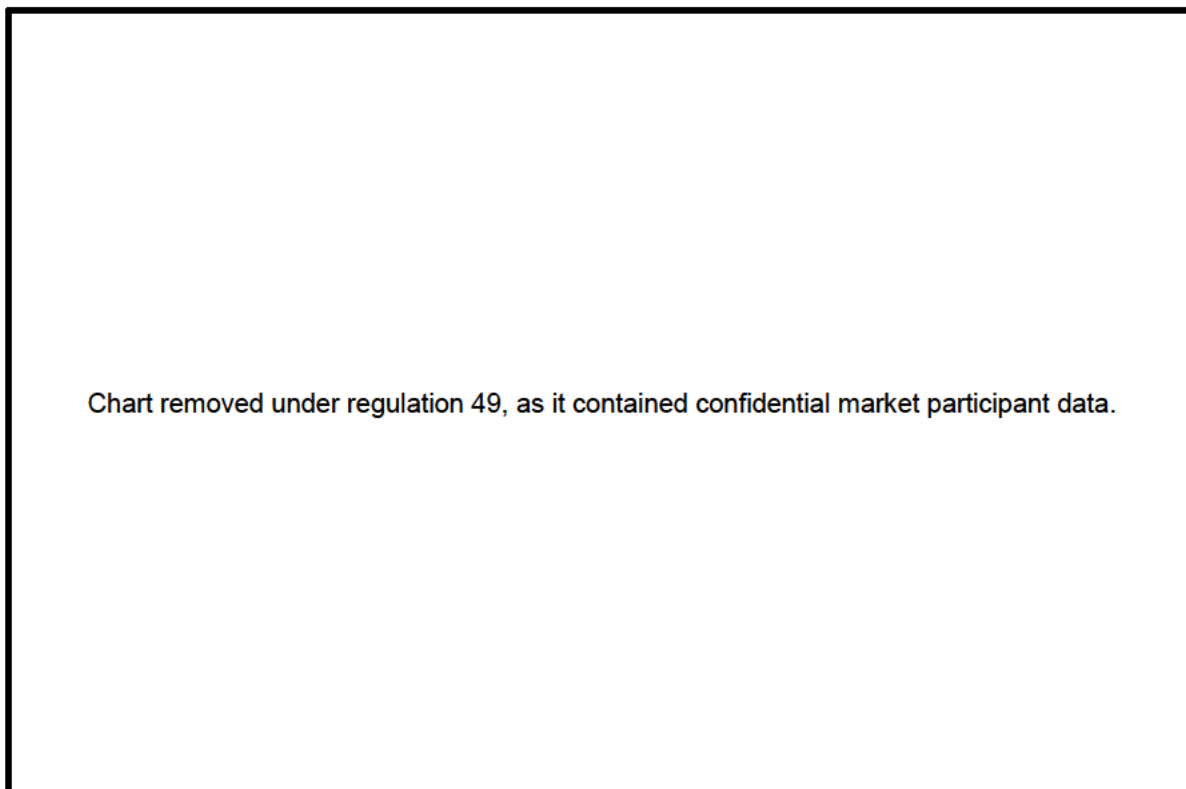 Chart removed under regulation 49, as it contained confidential market participant data.